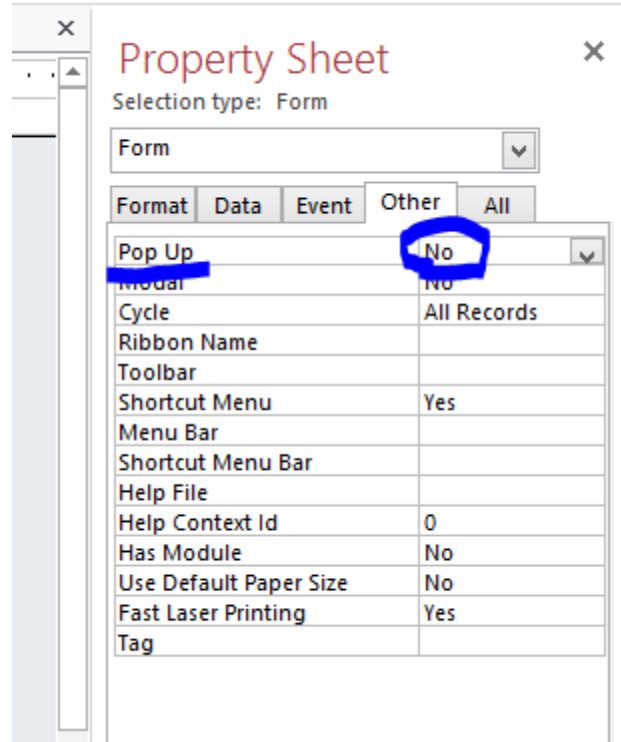 Property Sheet
Selection type: Form
Form
Format Data Event Other All
Pop Up No
Modal No
Cycle All Records
Ribbon Name
Toolbar
Shortcut Menu Yes
Menu Bar
Shortcut Menu Bar
Help File
Help Context Id 0
Has Module No
Use Default Paper Size No
Fast Laser Printing Yes
Tag